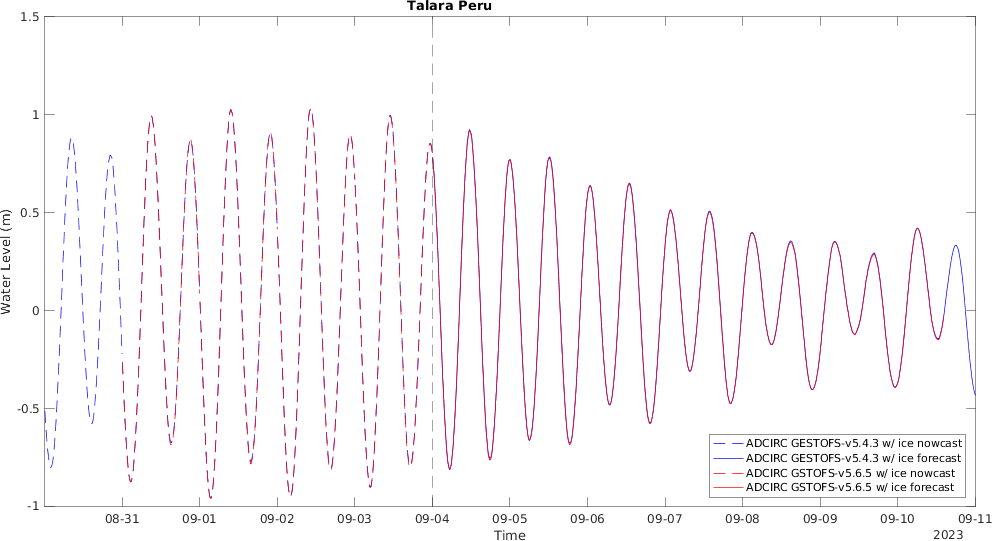 Talara Peru
1.5
1
0.5
0
-0.5
-1
Water Level (m)
ADCIRC GESTOFS-v5.4.3 w/ ice nowcast
ADCIRC GESTOFS-v5.4.3 w/ ice forecast
ADCIRC GSTOFS-v5.6.5 w/ ice nowcast
ADCIRC GSTOFS-v5.6.5 w/ ice forecast
08-31 09-01 09-02 09-03 09-04 09-05 09-06 09-07 09-08 09-09 09-10 09-11
Time
2023